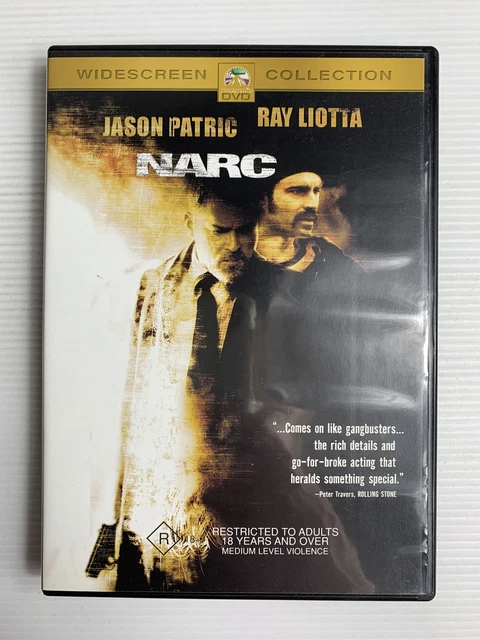 WIDESCREEN COLLECTION
DVD
JASON PATRIC RAY LIOTTA
NARC
"...Comes on like gangbusters...
the rich details and
go-for-broke acting that
heralds something special."
—Peter Travers, ROLLING STONE
R
RESTRICTED TO ADULTS
18 YEARS AND OVER
MEDIUM LEVEL VIOLENCE